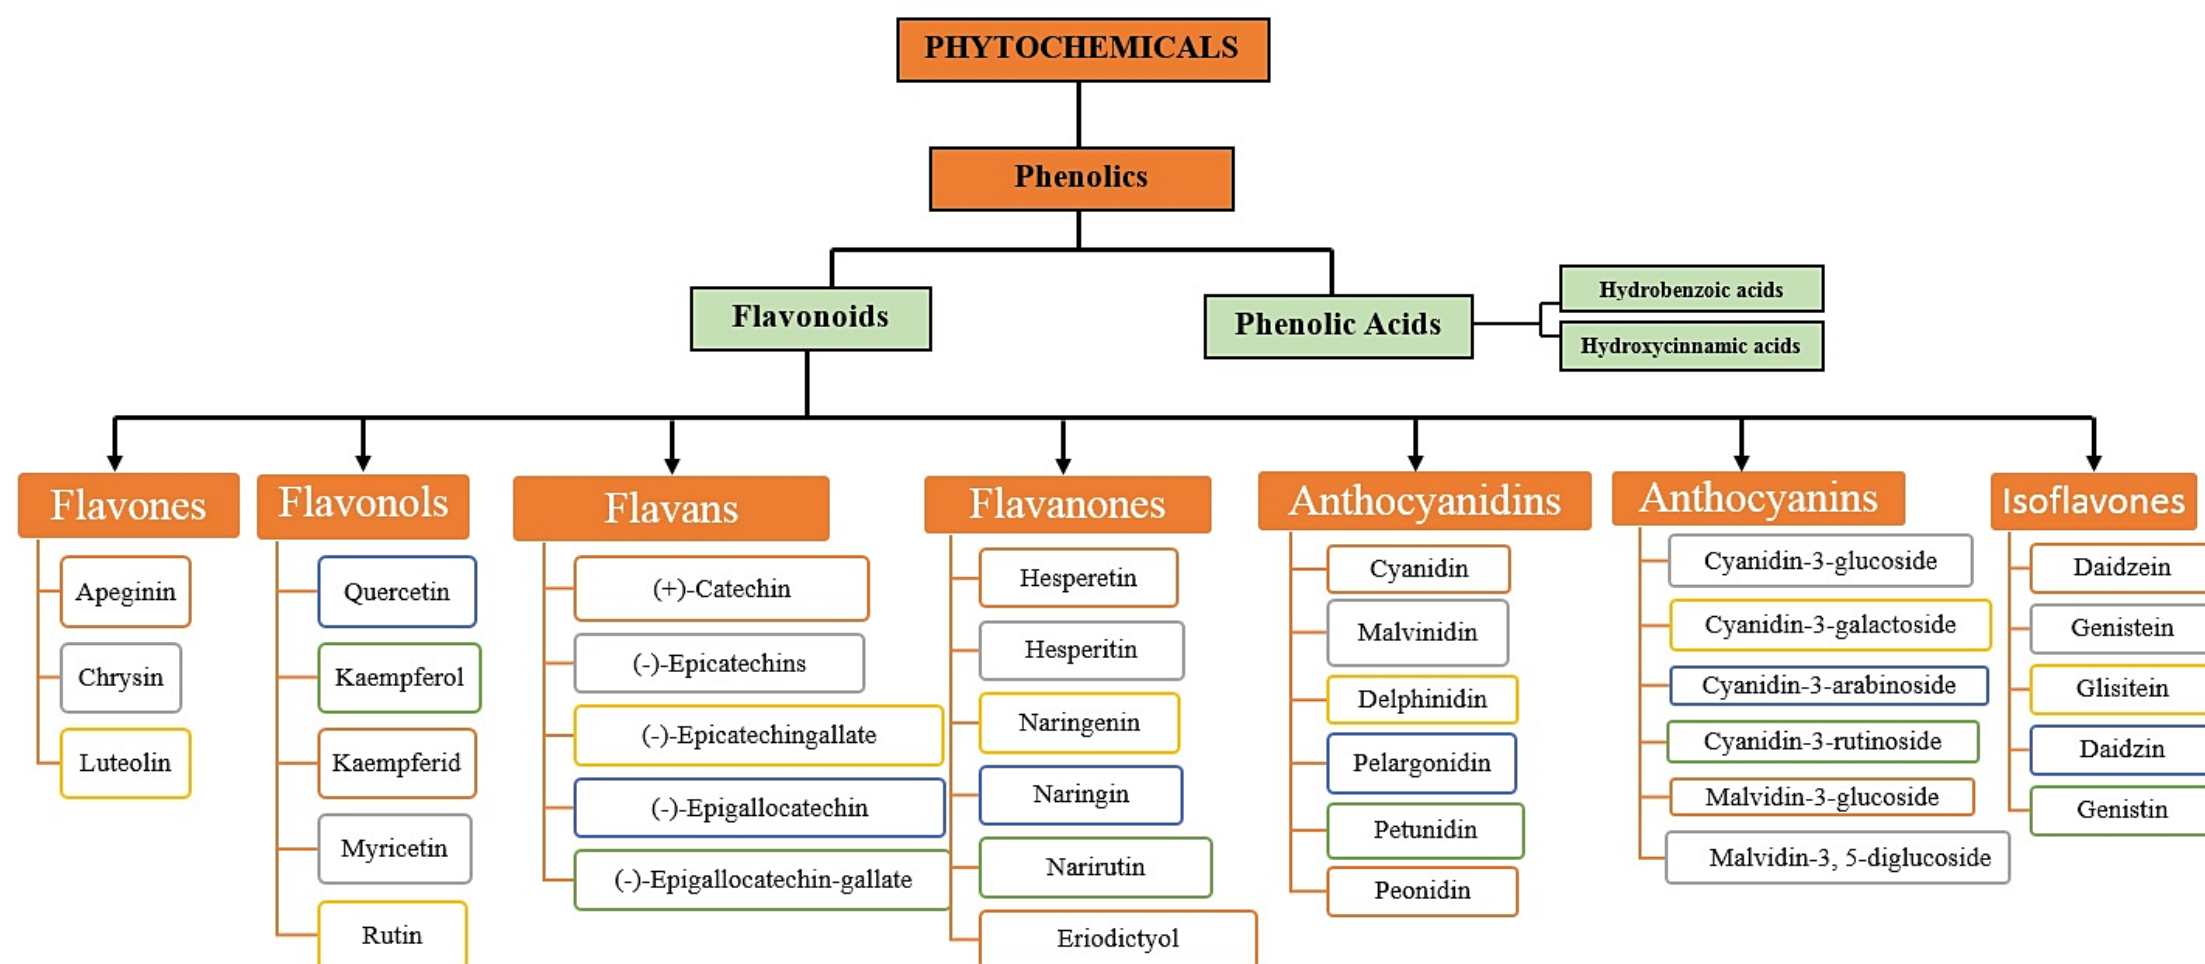 PHYTOCHEMICALS
Phenolics
Flavonoids
Phenolic Acids
Hydrobenzoic acids
Hydroxycinnamic acids
Flavones
Apeginin
Chrysin
Luteolin
Flavonols
Quercetin
Kaempferol
Kaempferid
Myricetin
Rutin
Flavans
(+)-Catechin
(-)-Epicatechins
(-)-Epicatechingallate
(-)-Epigallocatechin
(-)-Epigallocatechin-gallate
Flavanones
Hesperetin
Hesperitin
Naringenin
Naringin
Narirutin
Eriodictyol
Anthocyanidins
Cyanidin
Malvinidin
Delphinidin
Pelargonidin
Petunidin
Peonidin
Anthocyanins
Cyanidin-3-glucoside
Cyanidin-3-galactoside
Cyanidin-3-arabinoside
Cyanidin-3-rutinoside
Malvidin-3-glucoside
Malvidin-3, 5-diglucoside
Isoflavones
Daidzein
Genistein
Glisitein
Daidzin
Genistin